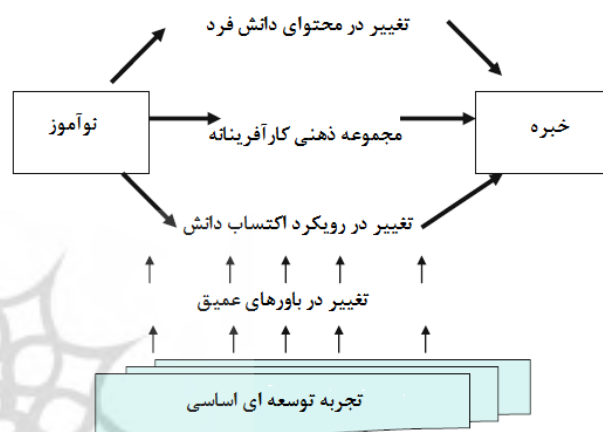 تغییر در محتوای دانش فرد
نوآموز
خبره
مجموعه ذهنی کارآفرینانه
تغییر در رویکرد اکتساب دانش
تغییر در باورهای عمیق
تجربه توسعه ای اساسی